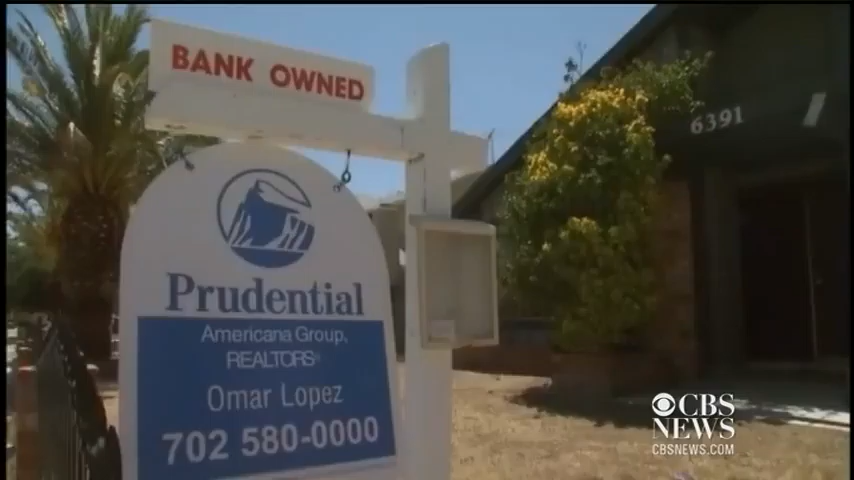 BANK OWNED
6391
Prudential
Americana Group,
REALTORS®
Omar Lopez
702 580-0000
CBS
NEWS
CBSNEWS.COM